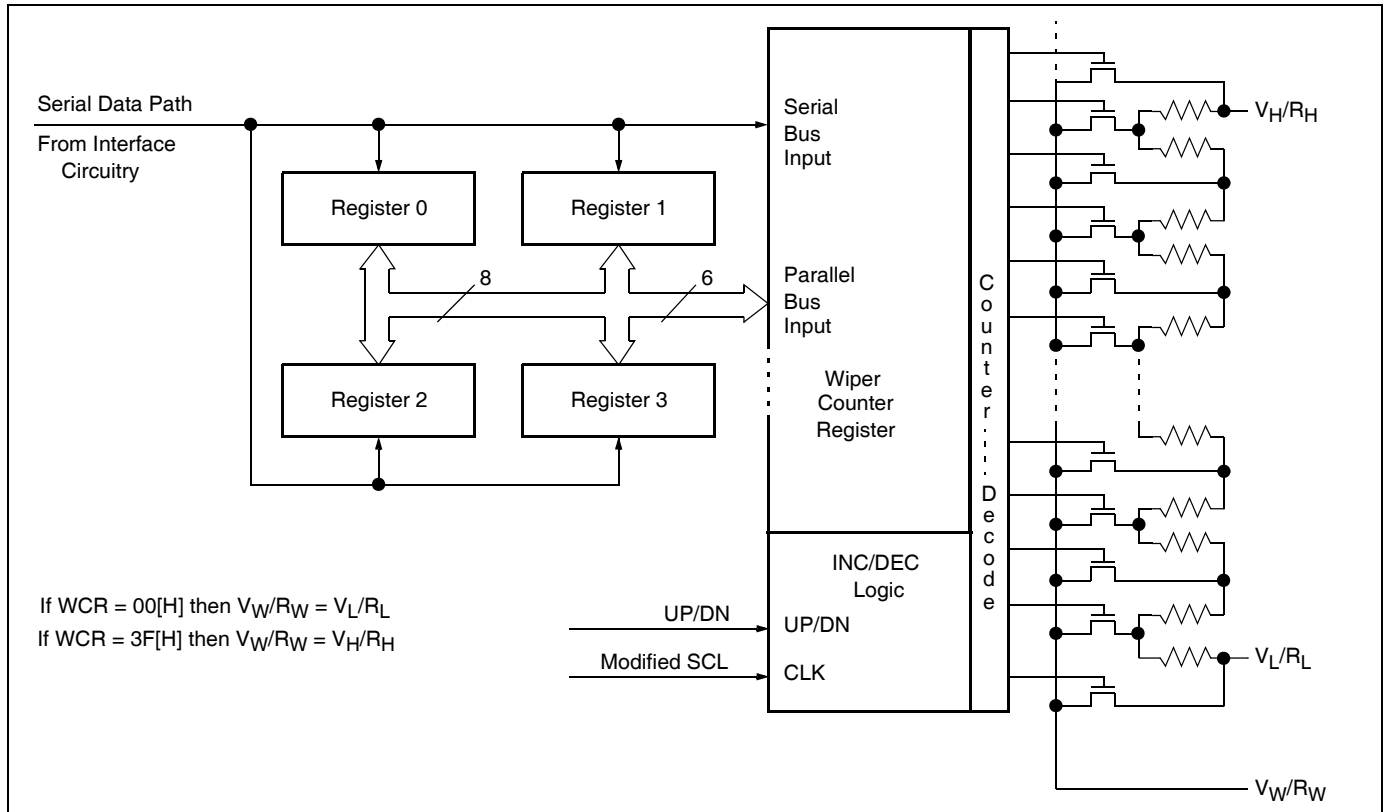 Serial Data Path
From Interface
Circuitry
Register 0
Register 1
8
6
Register 2
Register 3
Serial
Bus
Input
Parallel
Bus
Input
Wiper
Counter
Register
INC/DEC
Logic
UP/DN
UP/DN
Modified SCL
CLK
Counter
Decode
If WCR = 00[H] then VW/RW = VL/RL
If WCR = 3F[H] then VW/RW = VH/RH
VH/RH
VL/RL
VW/RW